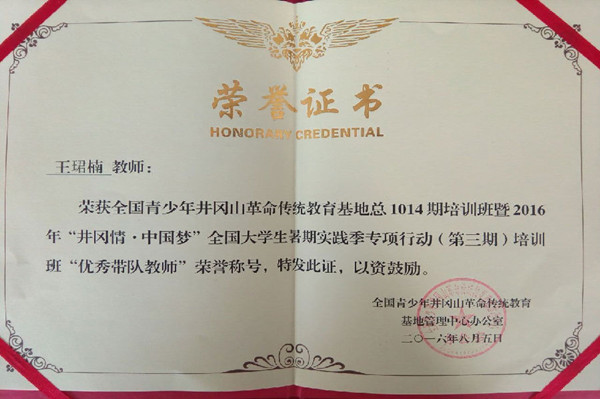 荣誉证书
HONORARY CREDENTIAL
王珺楠 教师：
荣获全国青少年井冈山革命传统教育基地总1014期培训班暨2016
年“井冈情·中国梦”全国大学生暑期实践季专项行动（第三期）培训
班“优秀带队教师”荣誉称号，特发此证，以资鼓励。
全国青少年井冈山革命传统教育
基地管理中心办公室
二〇一六年八月五日